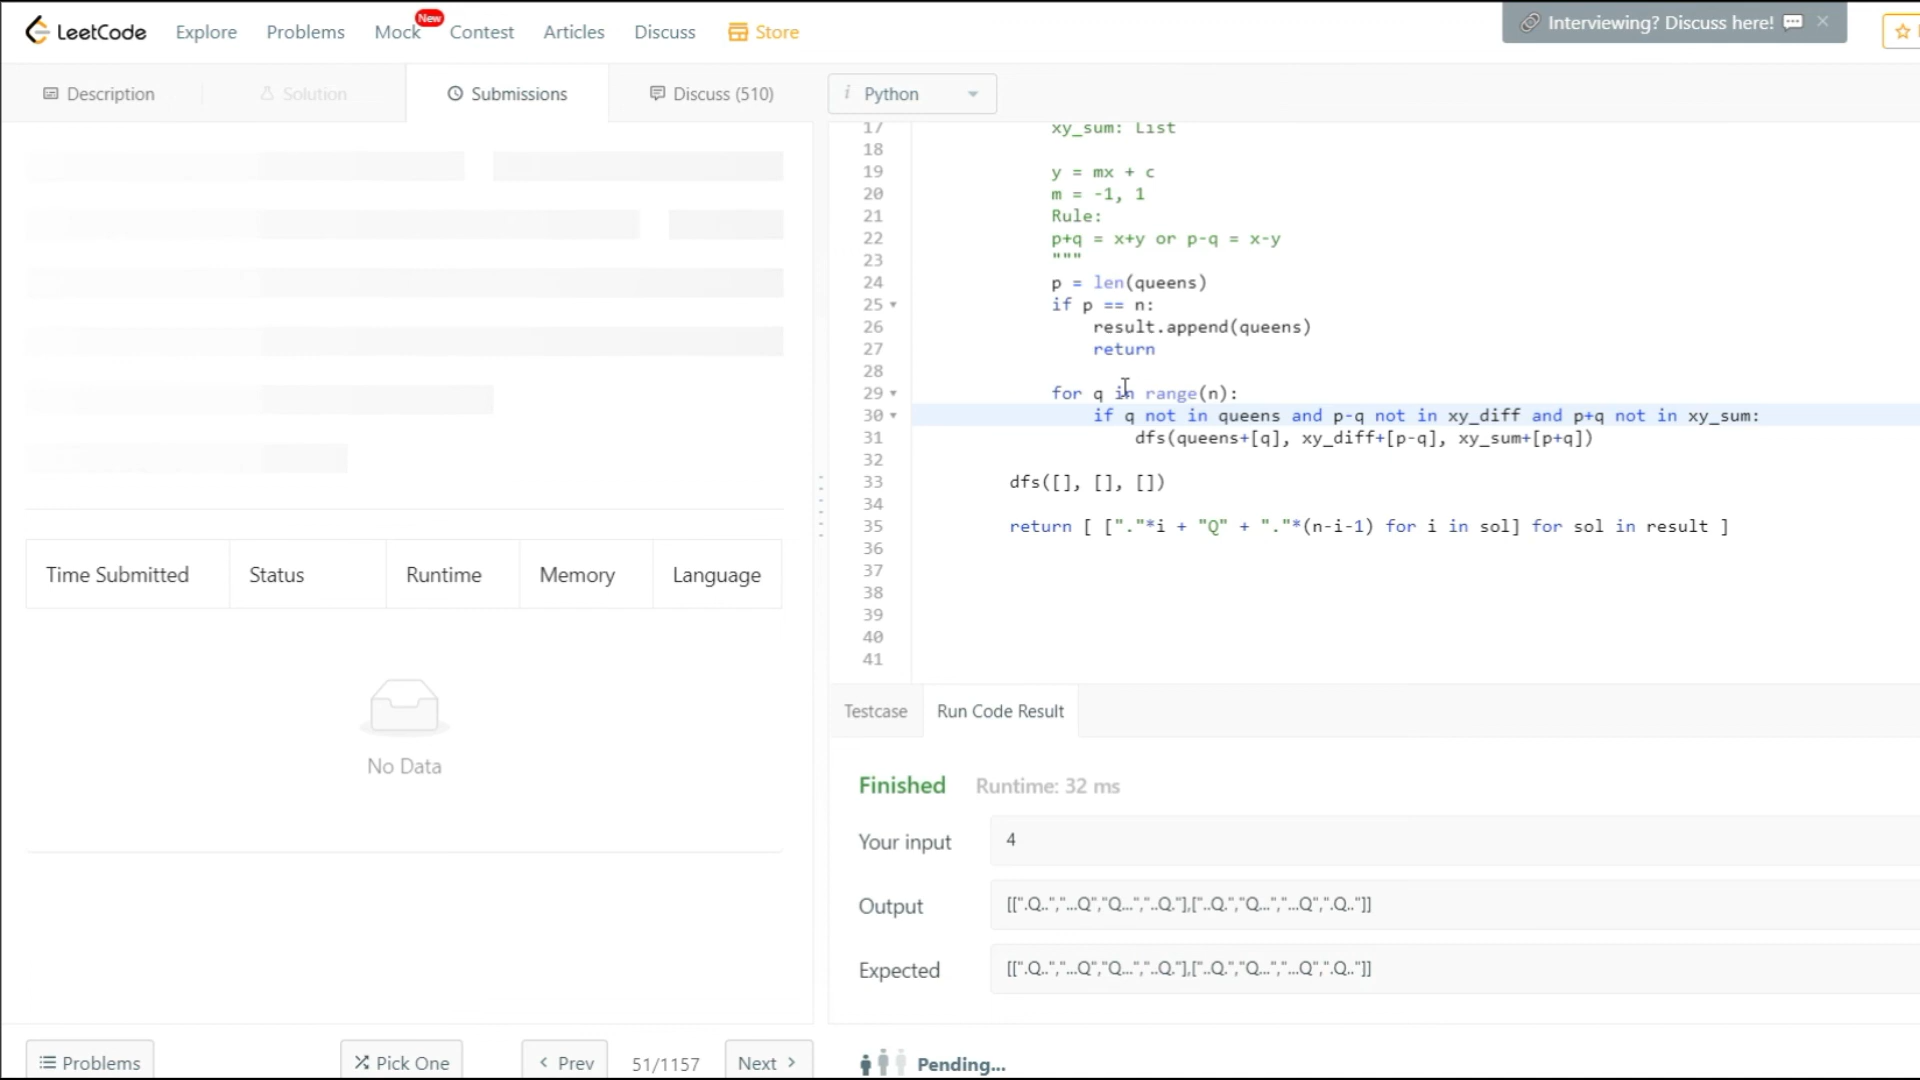 LeetCode Explore Problems Mock New Contest Articles Discuss Store Interviewing? Discuss here!
Description Solution Submissions Discuss (510) i Python
17 xy_sum: List
18
19 y = mx + c
20 m = -1, 1
21 Rule:
22 p+q = x+y or p-q = x-y
23 """
24 p = len(queens)
25 if p == n:
26 result.append(queens)
27 return
28
29 for q in range(n):
30 if q not in queens and p-q not in xy_diff and p+q not in xy_sum:
31 dfs(queens+[q], xy_diff+[p-q], xy_sum+[p+q])
32
33 dfs([], [], [])
34
35 return [ ["."*i + "Q" + "."*(n-i-1) for i in sol] for sol in result ]
36
37
38
39
40
41
Time Submitted Status Runtime Memory Language
No Data
Testcase Run Code Result
Finished Runtime: 32 ms
Your input 4
Output [[".Q..","...Q","Q...","..Q."],["..Q.","Q...","...Q",".Q.."]]
Expected [[".Q..","...Q","Q...","..Q."],["..Q.","Q...","...Q",".Q.."]]
Problems Pick One < Prev 51/1157 Next > Pending...